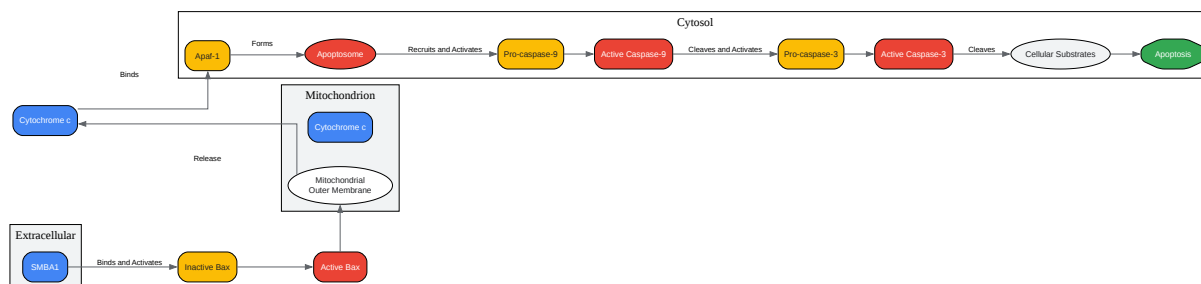 Cytosol
Apaf-1
Forms
Apoptosome
Recruits and Activates
Pro-caspase-9
Active Caspase-9
Cleaves and Activates
Pro-caspase-3
Active Caspase-3
Cleaves
Cellular Substrates
Apoptosis
Binds
Cytochrome c
Mitochondrion
Cytochrome c
Release
Mitochondrial
Outer Membrane
Extracellular
SMBA1
Binds and Activates
Inactive Bax
Active Bax